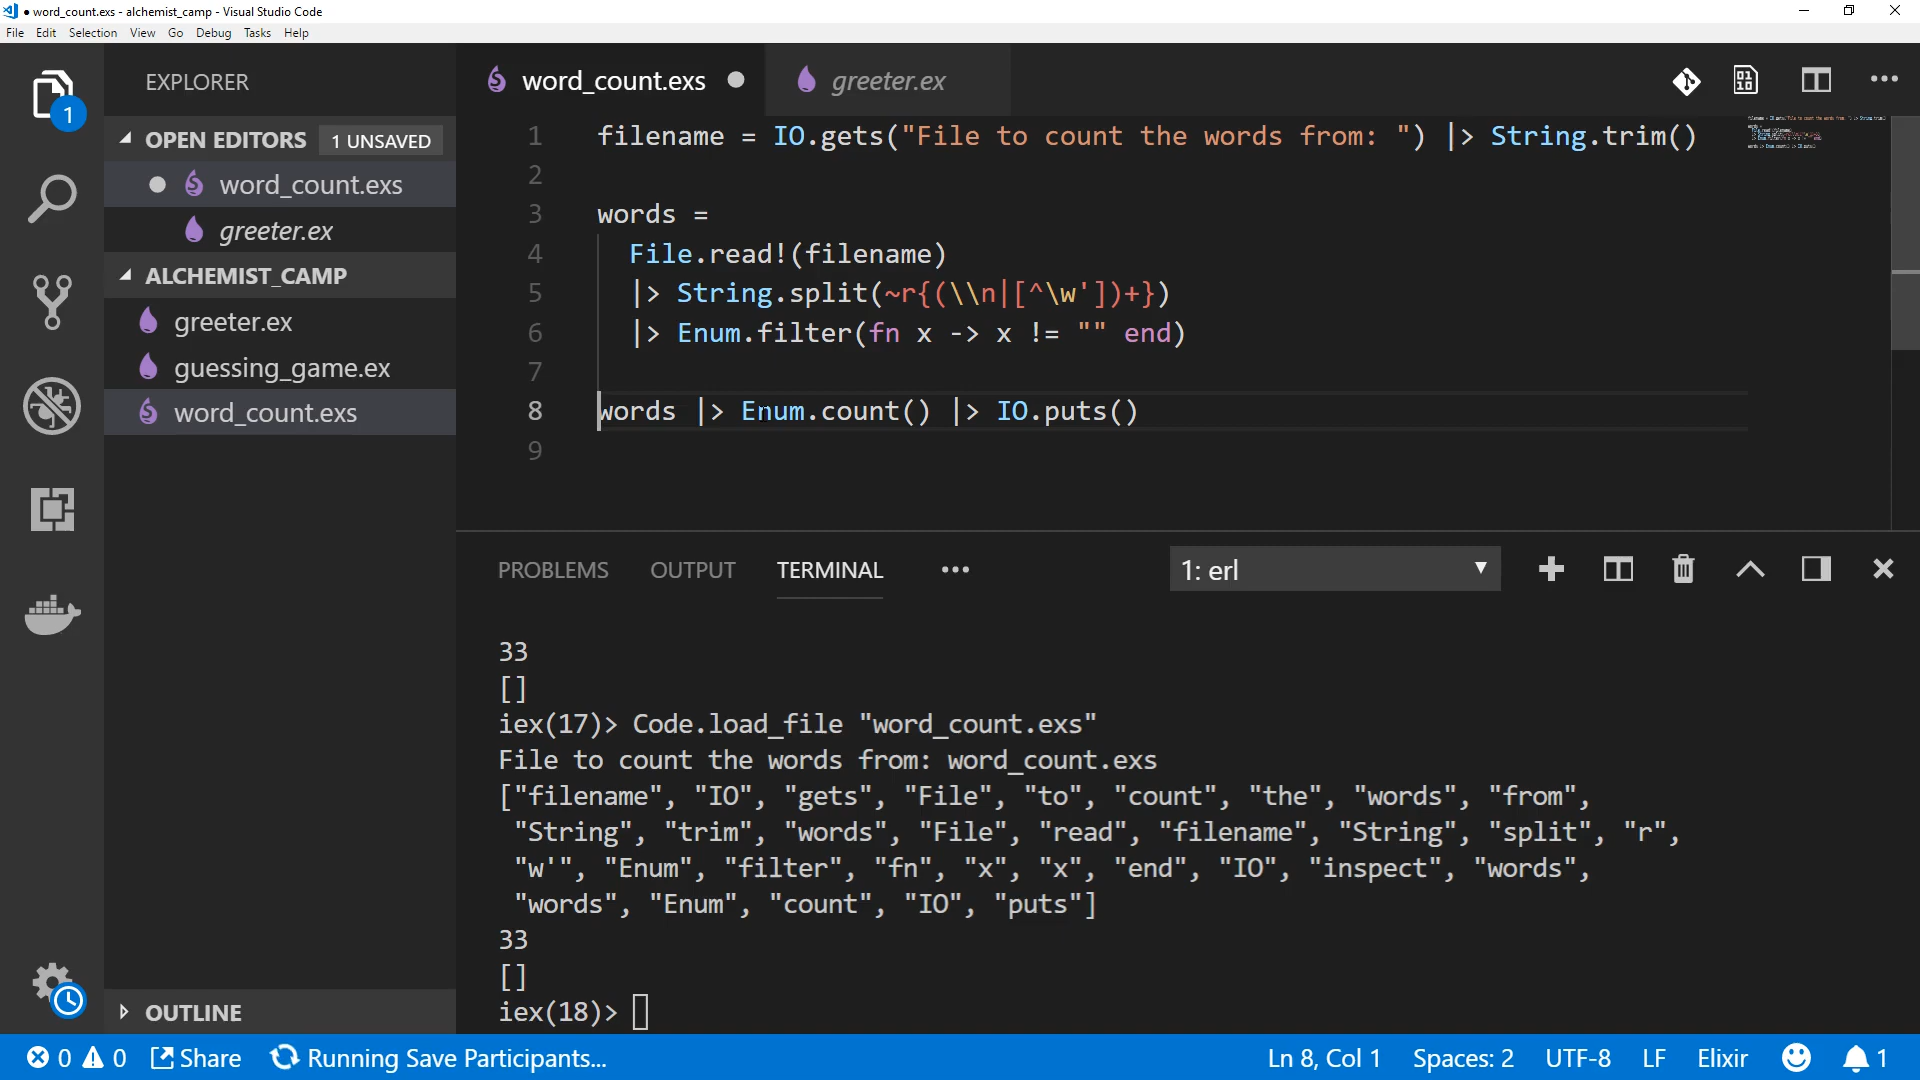 ● word_count.exs - alchemist_camp - Visual Studio Code
File Edit Selection View Go Debug Tasks Help
1
EXPLORER
OPEN EDITORS 1 UNSAVED
word_count.exs
greeter.ex
ALCHEMIST_CAMP
greeter.ex
guessing_game.ex
word_count.exs
OUTLINE
word_count.exs ● greeter.ex
1 filename = IO.gets("File to count the words from: ") |> String.trim()
2
3 words =
4 File.read!(filename)
5 |> String.split(~r{(\\n|[^\w'])+})
6 |> Enum.filter(fn x -> x != "" end)
7
8 words |> Enum.count() |> IO.puts()
9
PROBLEMS OUTPUT TERMINAL ••• 1: erl
33
[]
iex(17)> Code.load_file "word_count.exs"
File to count the words from: word_count.exs
["filename", "IO", "gets", "File", "to", "count", "the", "words", "from",
"String", "trim", "words", "File", "read", "filename", "String", "split", "r",
"w'", "Enum", "filter", "fn", "x", "x", "end", "IO", "inspect", "words",
"words", "Enum", "count", "IO", "puts"]
33
[]
iex(18)>
0 0 Share Running Save Participants... Ln 8, Col 1 Spaces: 2 UTF-8 LF Elixir 1